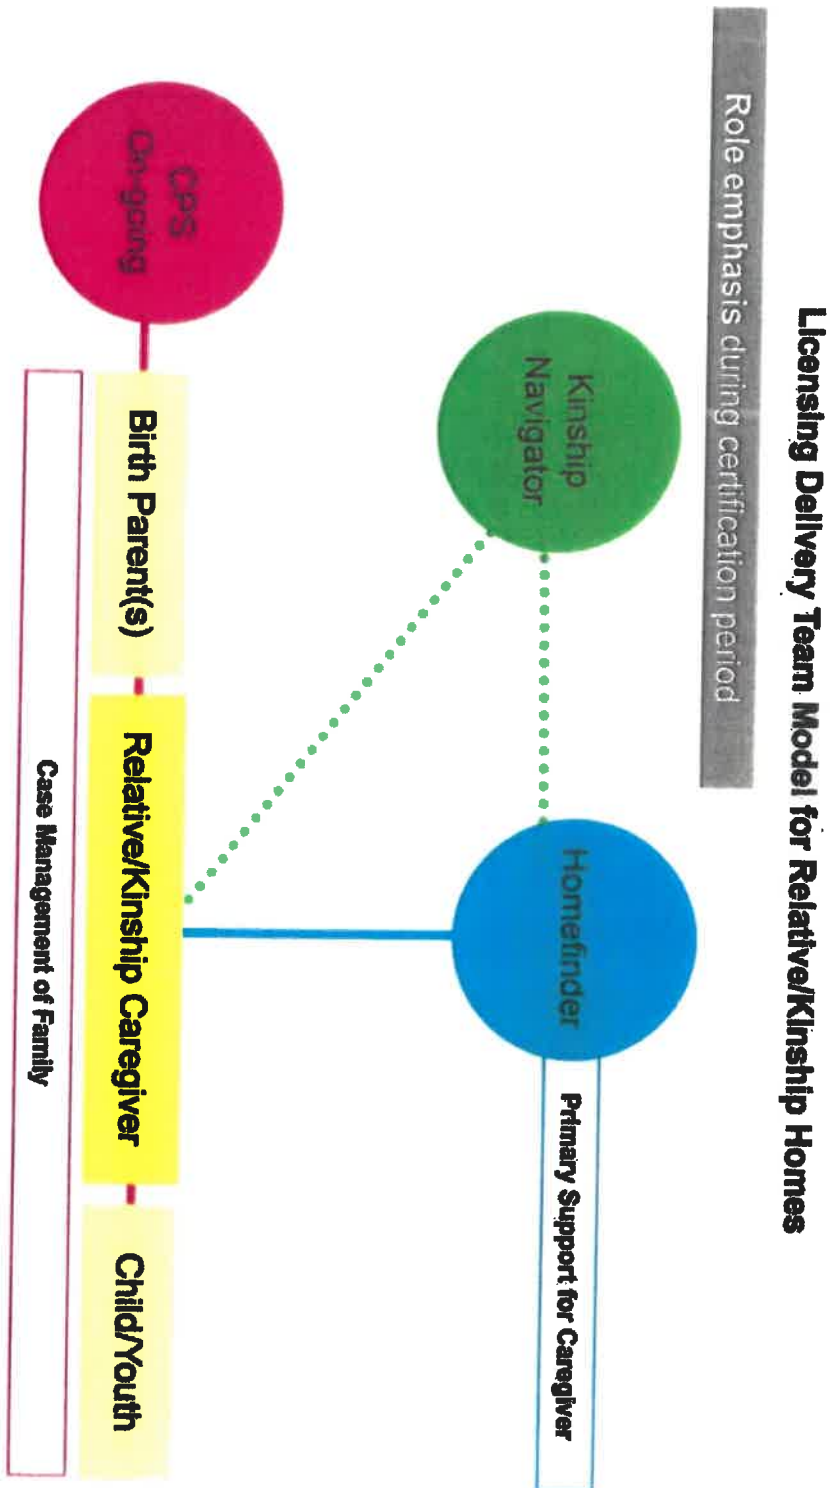 Licensing Delivery Team Model for Relative/Kinship Homes
Role emphasis during certification period
Kinship
Navigator
Homefinder
Primary Support for Caregiver
CPS
On-going
Birth Parent(s)
Relative/Kinship Caregiver
Child/Youth
Case Management of Family